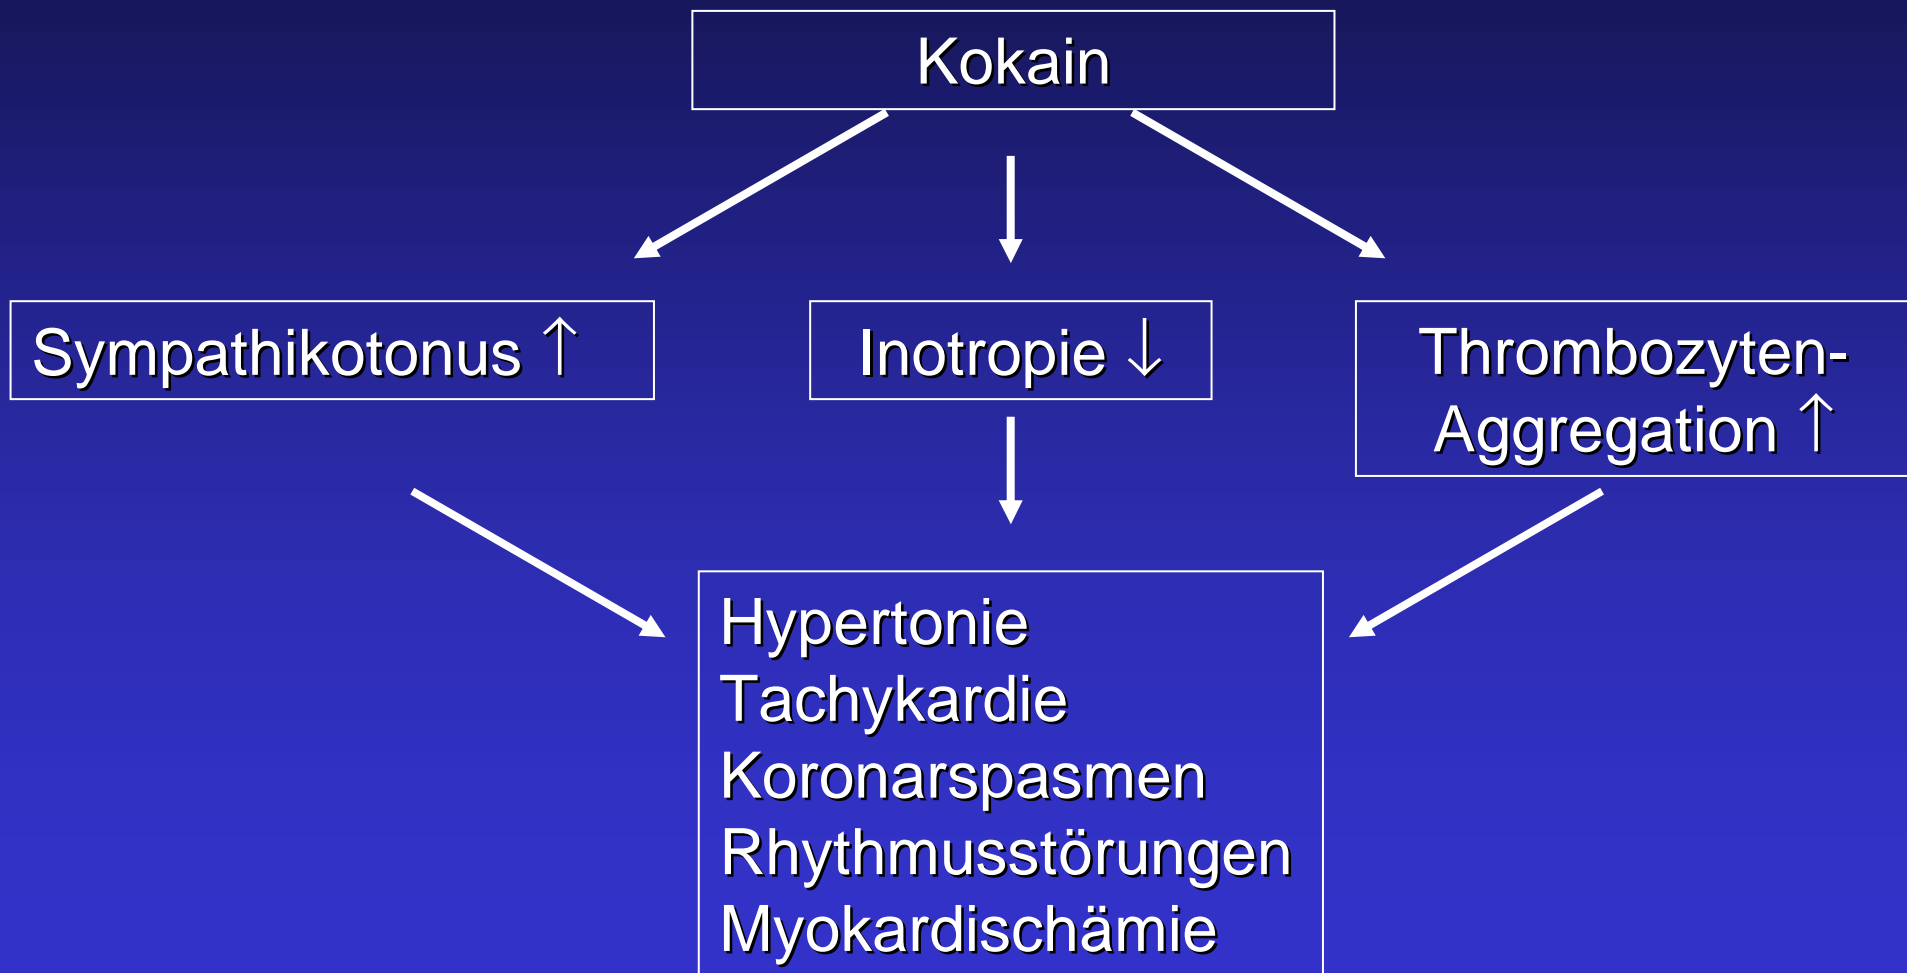 Kokain
Sympathikotonus ↑
Inotropie ↓
Thrombozyten-
Aggregation ↑
Hypertonie
Tachykardie
Koronarspasmen
Rhythmusstörungen
Myokardischämie